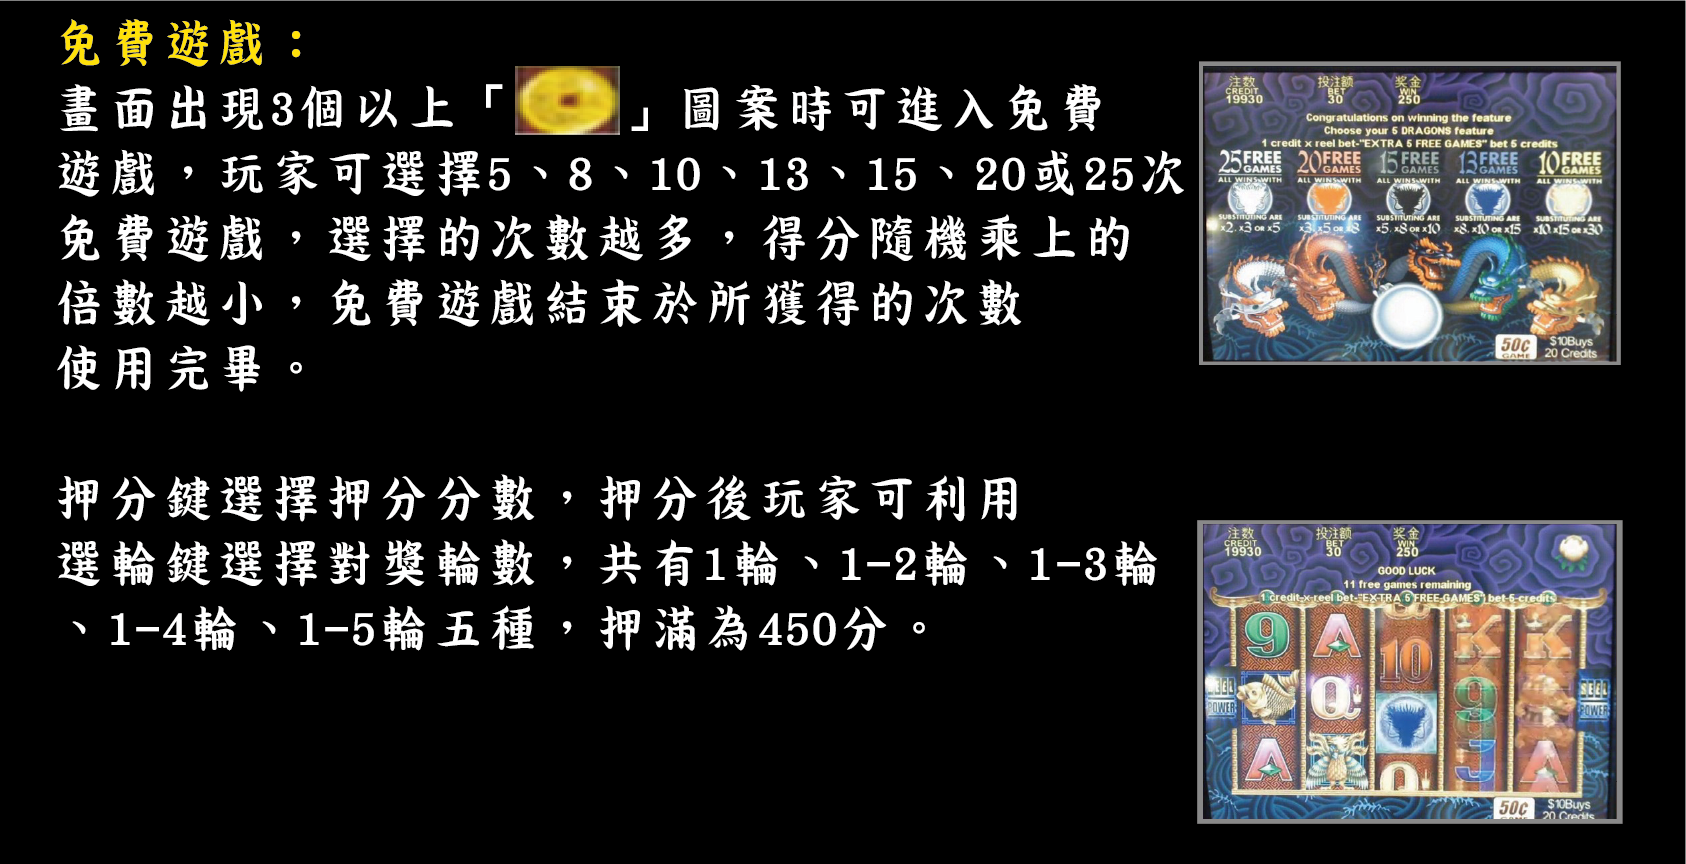 免費遊戲：
畫面出現3個以上「」圖案時可進入免費
遊戲，玩家可選擇5、8、10、13、15、20或25次
免費遊戲，選擇的次數越多，得分隨機乘上的
倍數越小，免費遊戲結束於所獲得的次數
使用完畢。
押分鍵選擇押分分數，押分後玩家可利用
選輪鍵選擇對獎輪數，共有1輪、1-2輪、1-3輪
、1-4輪、1-5輪五種，押滿為450分。
注数 投注额 奖金
CREDIT BET WIN
19930 30 250
Congratulations on winning the feature
Choose your 5 DRAGONS feature
1 credit x reel bet-"EXTRA 5 FREE GAMES" bet 5 credits
25 FREE GAMES 20 FREE GAMES 15 FREE GAMES 13 FREE GAMES 10 FREE GAMES
ALL WINS WITH ALL WINS WITH ALL WINS WITH ALL WINS WITH ALL WINS WITH
SUBSTITUTING ARE SUBSTITUTING ARE SUBSTITUTING ARE SUBSTITUTING ARE SUBSTITUTING ARE
x2. x3 OR x5 x3. x5 OR x8 x5. x8 OR x10 x8. x10 OR x15 x10. x15 OR x30
50¢ $10Buys
GAME 20 Credits
注数 投注额 奖金
CREDIT BET WIN
19930 30 250
GOOD LUCK
11 free games remaining
1 credit x reel bet-"EXTRA 5 FREE GAMES" bet 5 credits
9 A 10 K K
REEL POWER Q 9 REEL POWER
A Q J A
50¢ $10Buys
20 Credits